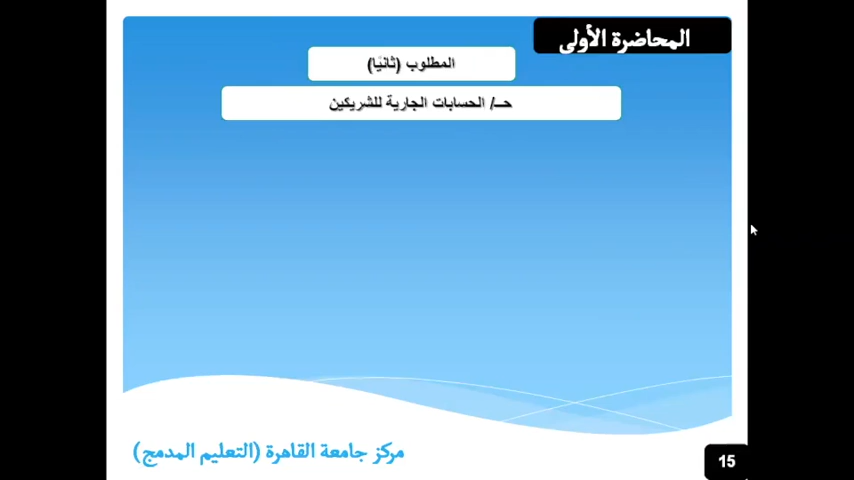 المحاضرة الأولى
المطلوب (ثانيًا)
حـ/ الحسابات الجارية للشريكين
مركز جامعة القاهرة (التعليم المدمج)
15